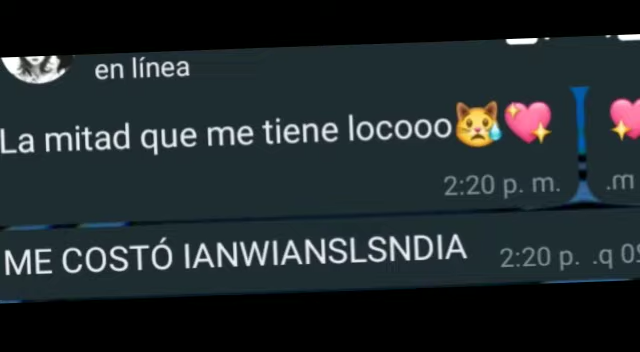 en línea
La mitad que me tiene locooo😿💖
2:20 p. m.
ME COSTÓ IANWIANSLSNDIA
2:20 p.